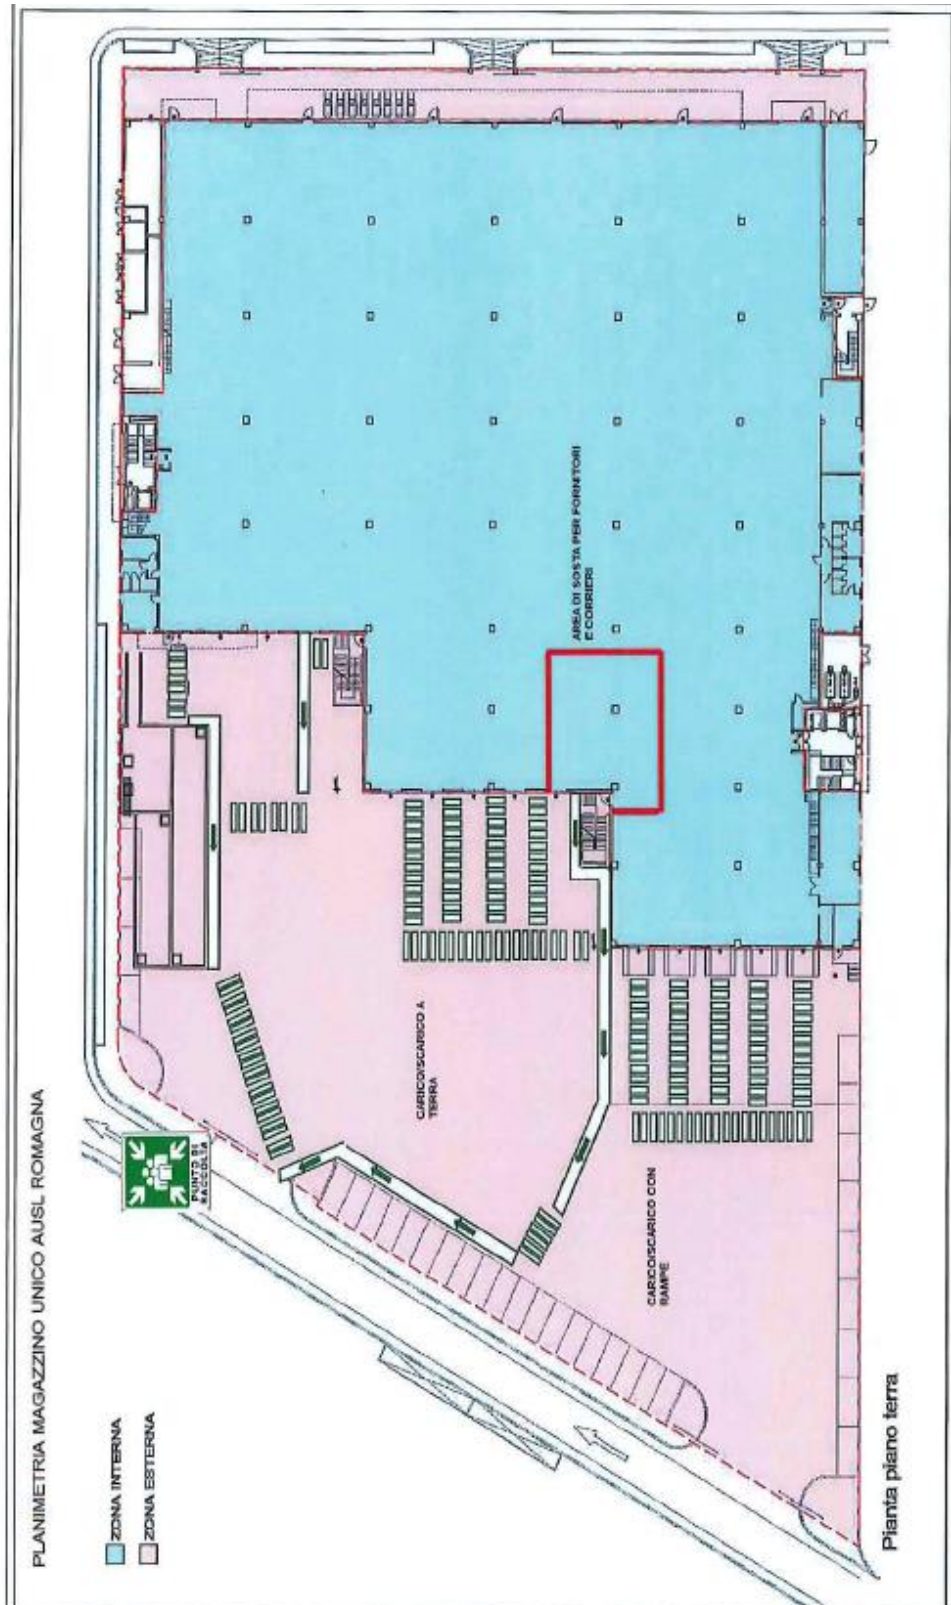 PLANIMETRIA MAGAZZINO UNICO AUSL ROMAGNA
ZONA INTERNA
ZONA ESTERNA
PUNTO DI
RACCOLTA
CARICO/SCARICO A
TERRA
AREA DI SOSTA PER FORNITORI
E CORRIERI
CARICO/SCARICO CON
RAMPE
Pianta piano terra